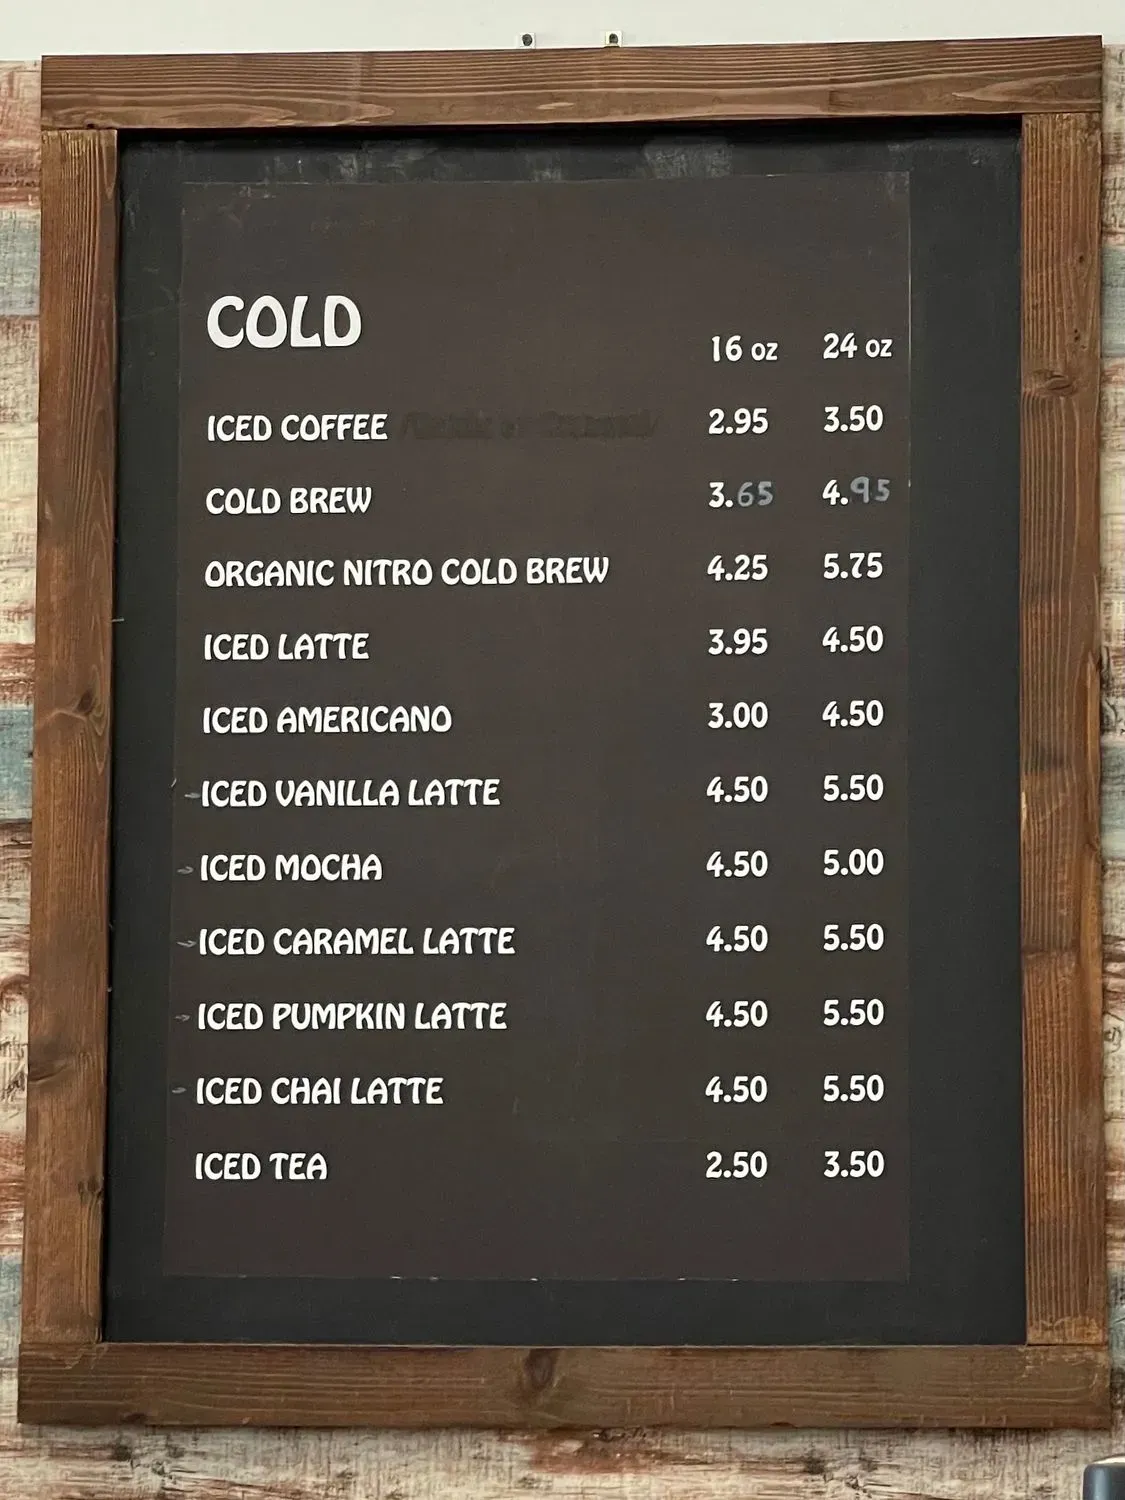 COLD
16 oz 24 oz
ICED COFFEE 2.95 3.50
COLD BREW 3.65 4.95
ORGANIC NITRO COLD BREW 4.25 5.75
ICED LATTE 3.95 4.50
ICED AMERICANO 3.00 4.50
ICED VANILLA LATTE 4.50 5.50
ICED MOCHA 4.50 5.00
ICED CARAMEL LATTE 4.50 5.50
ICED PUMPKIN LATTE 4.50 5.50
ICED CHAI LATTE 4.50 5.50
ICED TEA 2.50 3.50